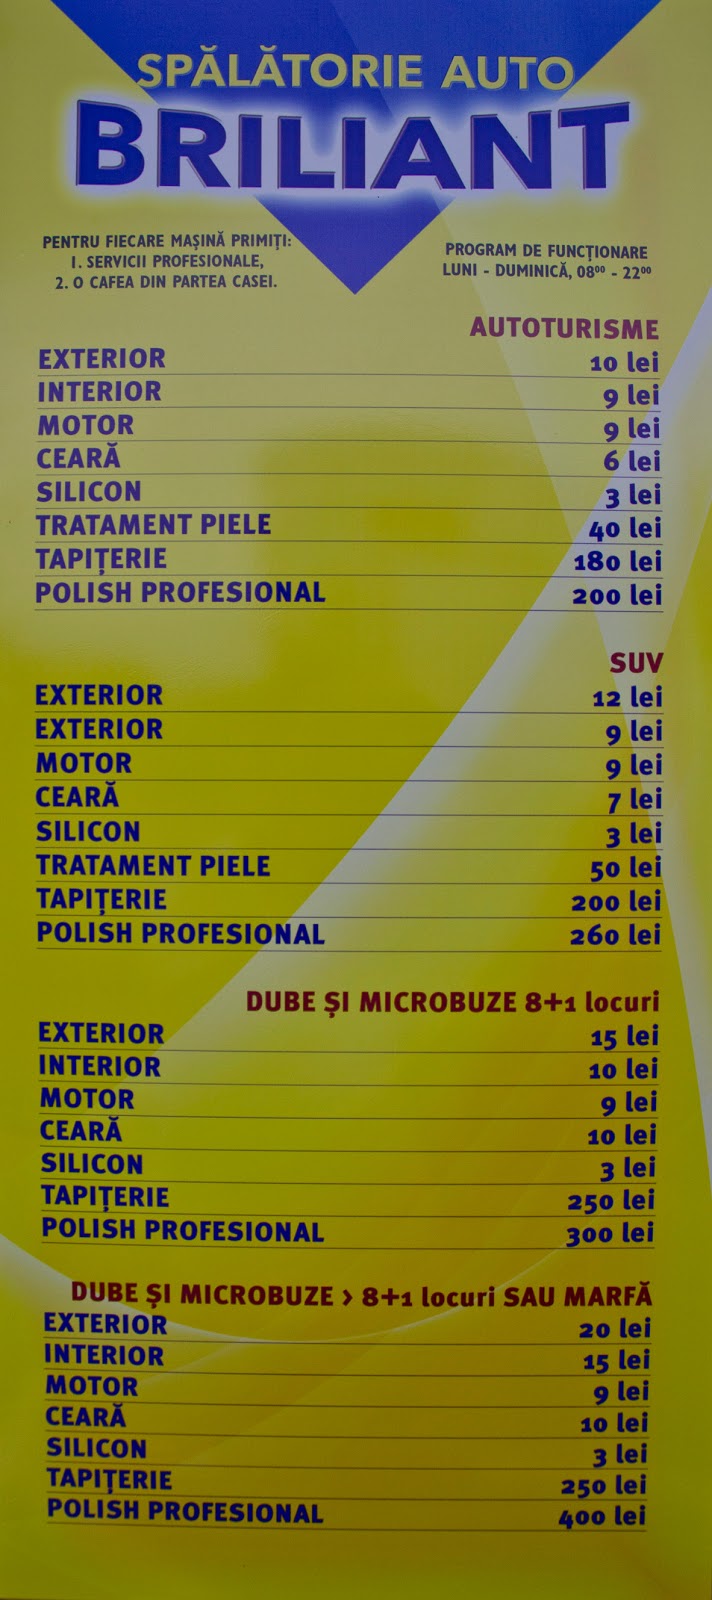 SPĂLĂTORIE AUTO
BRILIANT
PENTRU FIECARE MAȘINĂ PRIMIȚI:
1. SERVICII PROFESIONALE,
2. O CAFEA DIN PARTEA CASEI.
PROGRAM DE FUNCȚIONARE
LUNI - DUMINICĂ, 08⁰⁰ - 22⁰⁰
AUTOTURISME
EXTERIOR 10 lei
INTERIOR 9 lei
MOTOR 9 lei
CEARĂ 6 lei
SILICON 3 lei
TRATAMENT PIELE 40 lei
TAPIȚERIE 180 lei
POLISH PROFESIONAL 200 lei
SUV
EXTERIOR 12 lei
EXTERIOR 9 lei
MOTOR 9 lei
CEARĂ 7 lei
SILICON 3 lei
TRATAMENT PIELE 50 lei
TAPIȚERIE 200 lei
POLISH PROFESIONAL 260 lei
DUBE ȘI MICROBUZE 8+1 locuri
EXTERIOR 15 lei
INTERIOR 10 lei
MOTOR 9 lei
CEARĂ 10 lei
SILICON 3 lei
TAPIȚERIE 250 lei
POLISH PROFESIONAL 300 lei
DUBE ȘI MICROBUZE > 8+1 locuri SAU MARFĂ
EXTERIOR 20 lei
INTERIOR 15 lei
MOTOR 9 lei
CEARĂ 10 lei
SILICON 3 lei
TAPIȚERIE 250 lei
POLISH PROFESIONAL 400 lei